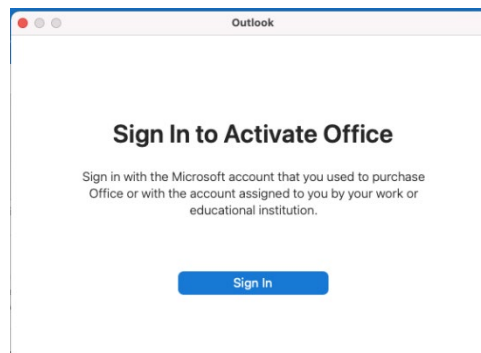 Outlook
Sign In to Activate Office
Sign in with the Microsoft account that you used to purchase
Office or with the account assigned to you by your work or
educational institution.
Sign In